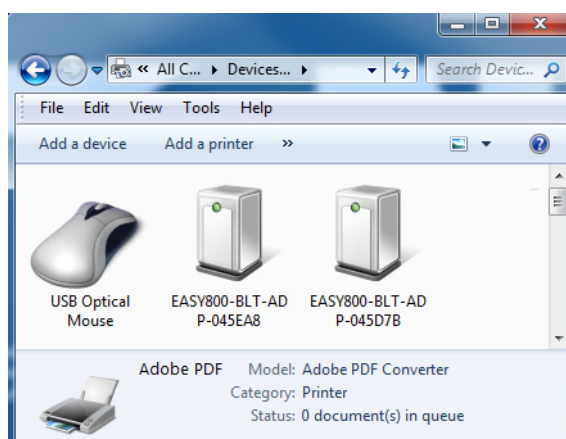 « All C... ▸ Devices... ▸ Search Devic...
File Edit View Tools Help
Add a device Add a printer »
USB Optical
Mouse
EASY800-BLT-AD
P-045EA8
EASY800-BLT-AD
P-045D7B
Adobe PDF Model: Adobe PDF Converter
Category: Printer
Status: 0 document(s) in queue